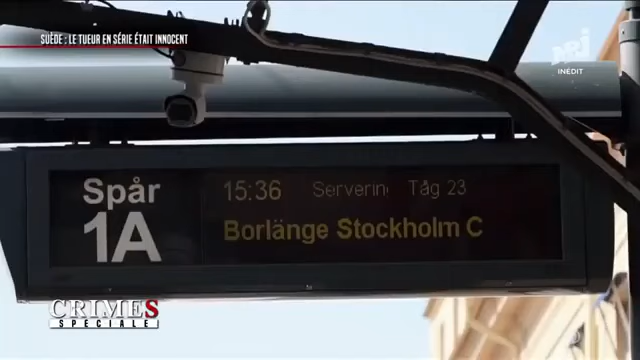 SUÈDE : LE TUEUR EN SÉRIE ÉTAIT INNOCENT
NRJ12
INÉDIT
Spår
1A
15:36 Servering Tåg 23
Borlänge Stockholm C
CRIMES
SPÉCIALE